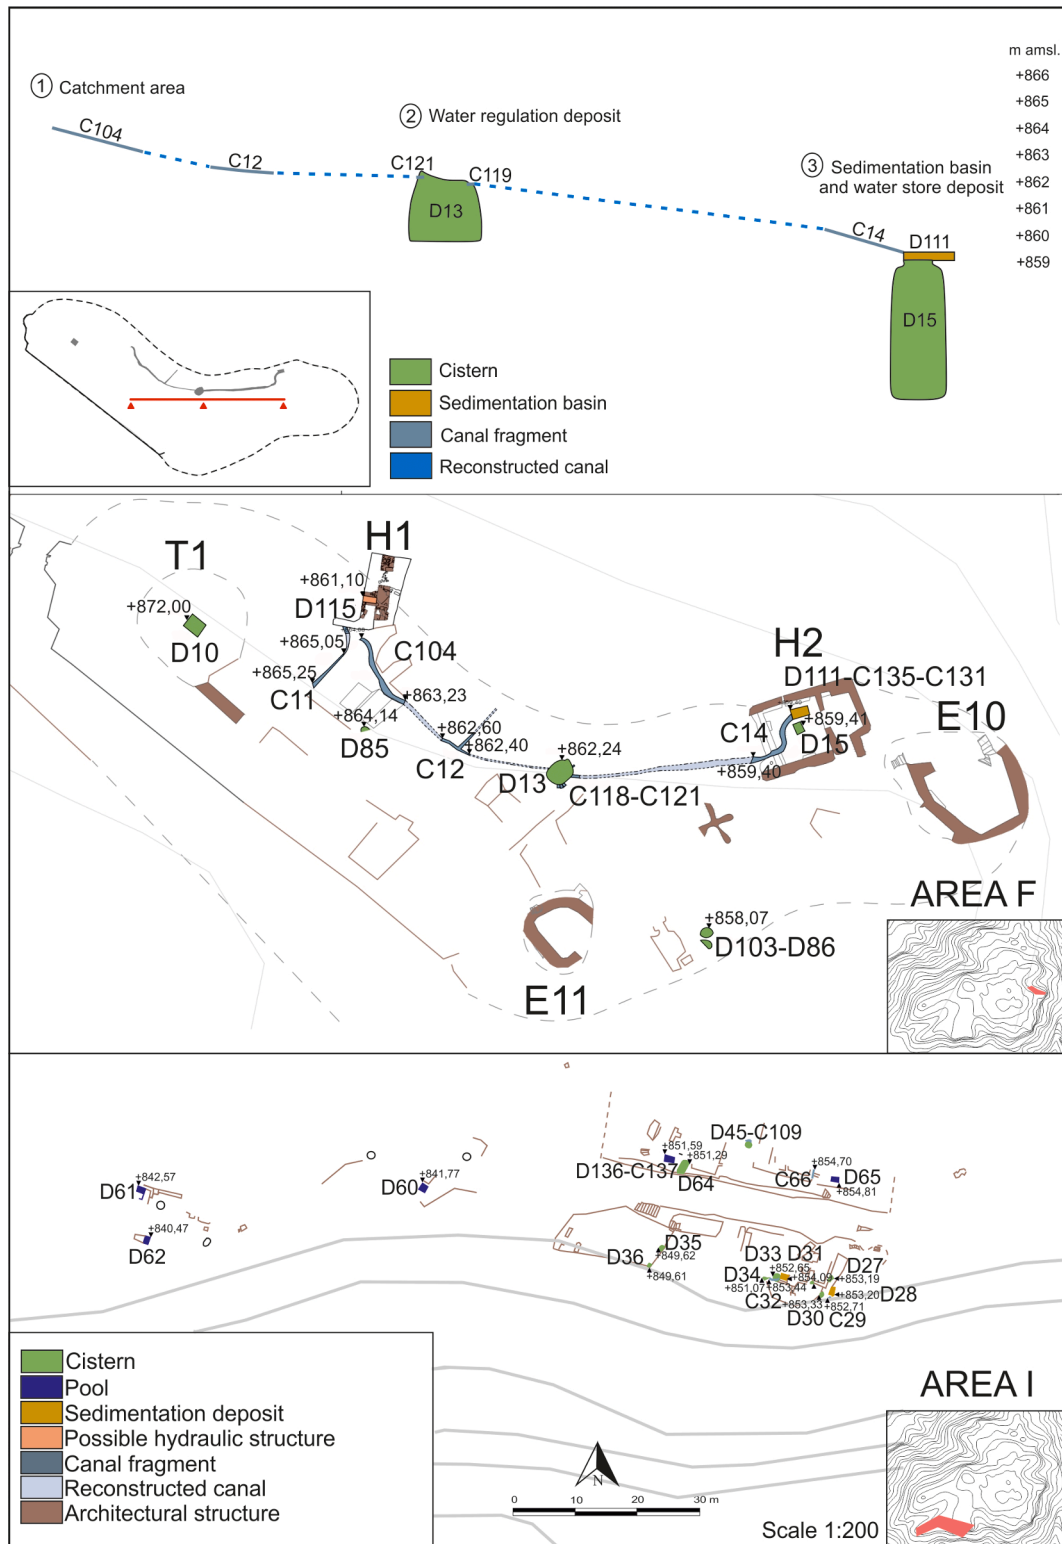 m amsl.
+866
+865
+864
+863
+862
+861
+860
+859
1 Catchment area
2 Water regulation deposit
3 Sedimentation basin
and water store deposit
C104
C12
C121
C119
D13
C14
D111
D15
Cistern
Sedimentation basin
Canal fragment
Reconstructed canal
T1
H1
+861,10
+872,00
D115
D10
+865,05
C104
+865,25
C11
+863,23
+864,14
D85
+862,60
+862,40
C12
+862,24
D13
C118-C121
H2
D111-C135-C131
C14
+859,41
D15
+859,40
E10
E11
+858,07
D103-D86
AREA F
D45-C109
+851,59
+851,29
D136-C137
D64
+854,70
C66
D65
+854,81
+842,57
D61
+840,47
D62
+841,77
D60
D35
D36
+849,62
+849,61
D33
D31
+852,65
D34
+854,09
D27
+853,19
+851,07
+853,44
C32
+853,20
D28
+853,33
+852,71
D30
C29
AREA I
Cistern
Pool
Sedimentation deposit
Possible hydraulic structure
Canal fragment
Reconstructed canal
Architectural structure
N
0 10 20 30 m
Scale 1:200